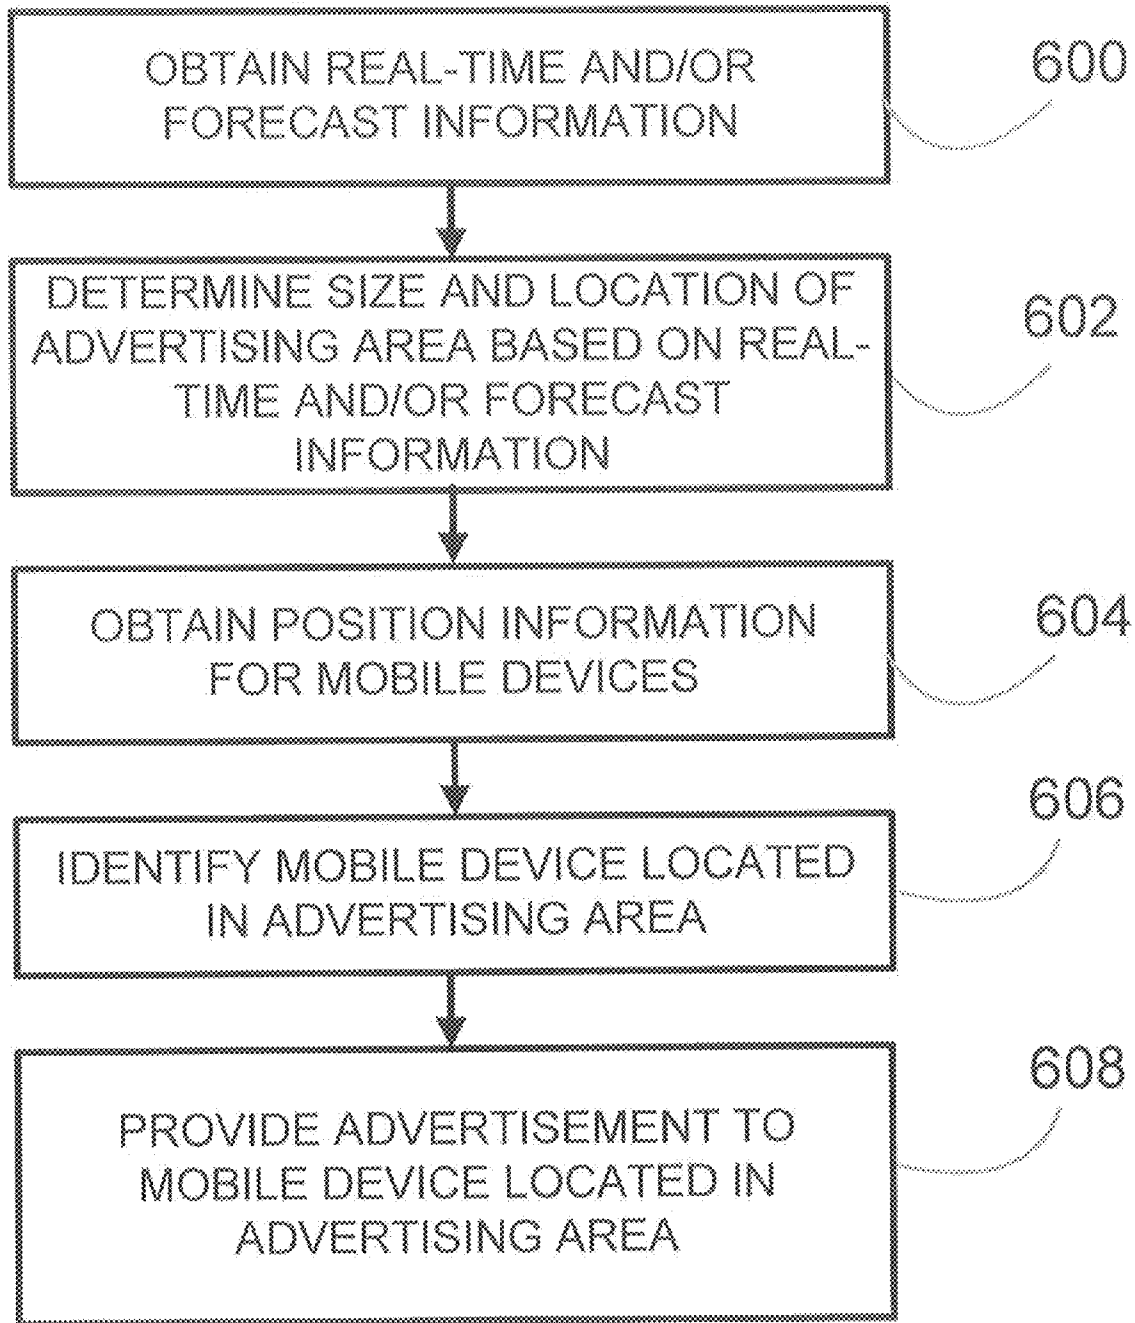 OBTAIN REAL-TIME AND/OR
FORECAST INFORMATION
600
DETERMINE SIZE AND LOCATION OF
ADVERTISING AREA BASED ON REAL-
TIME AND/OR FORECAST
INFORMATION
602
OBTAIN POSITION INFORMATION
FOR MOBILE DEVICES
604
IDENTIFY MOBILE DEVICE LOCATED
IN ADVERTISING AREA
606
PROVIDE ADVERTISEMENT TO
MOBILE DEVICE LOCATED IN
ADVERTISING AREA
608